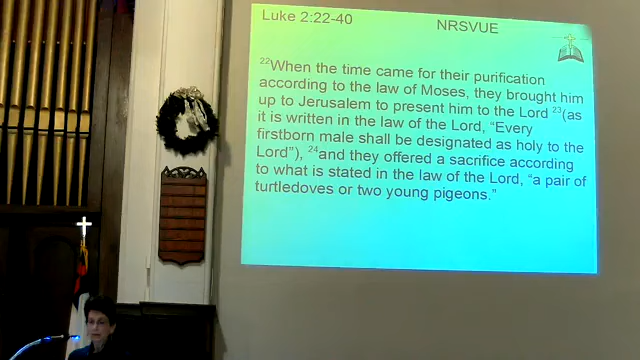 Luke 2:22-40
NRSVUE
22When the time came for their purification
according to the law of Moses, they brought him
up to Jerusalem to present him to the Lord 23(as
it is written in the law of the Lord, “Every
firstborn male shall be designated as holy to the
Lord”), 24and they offered a sacrifice according
to what is stated in the law of the Lord, “a pair of
turtledoves or two young pigeons.”